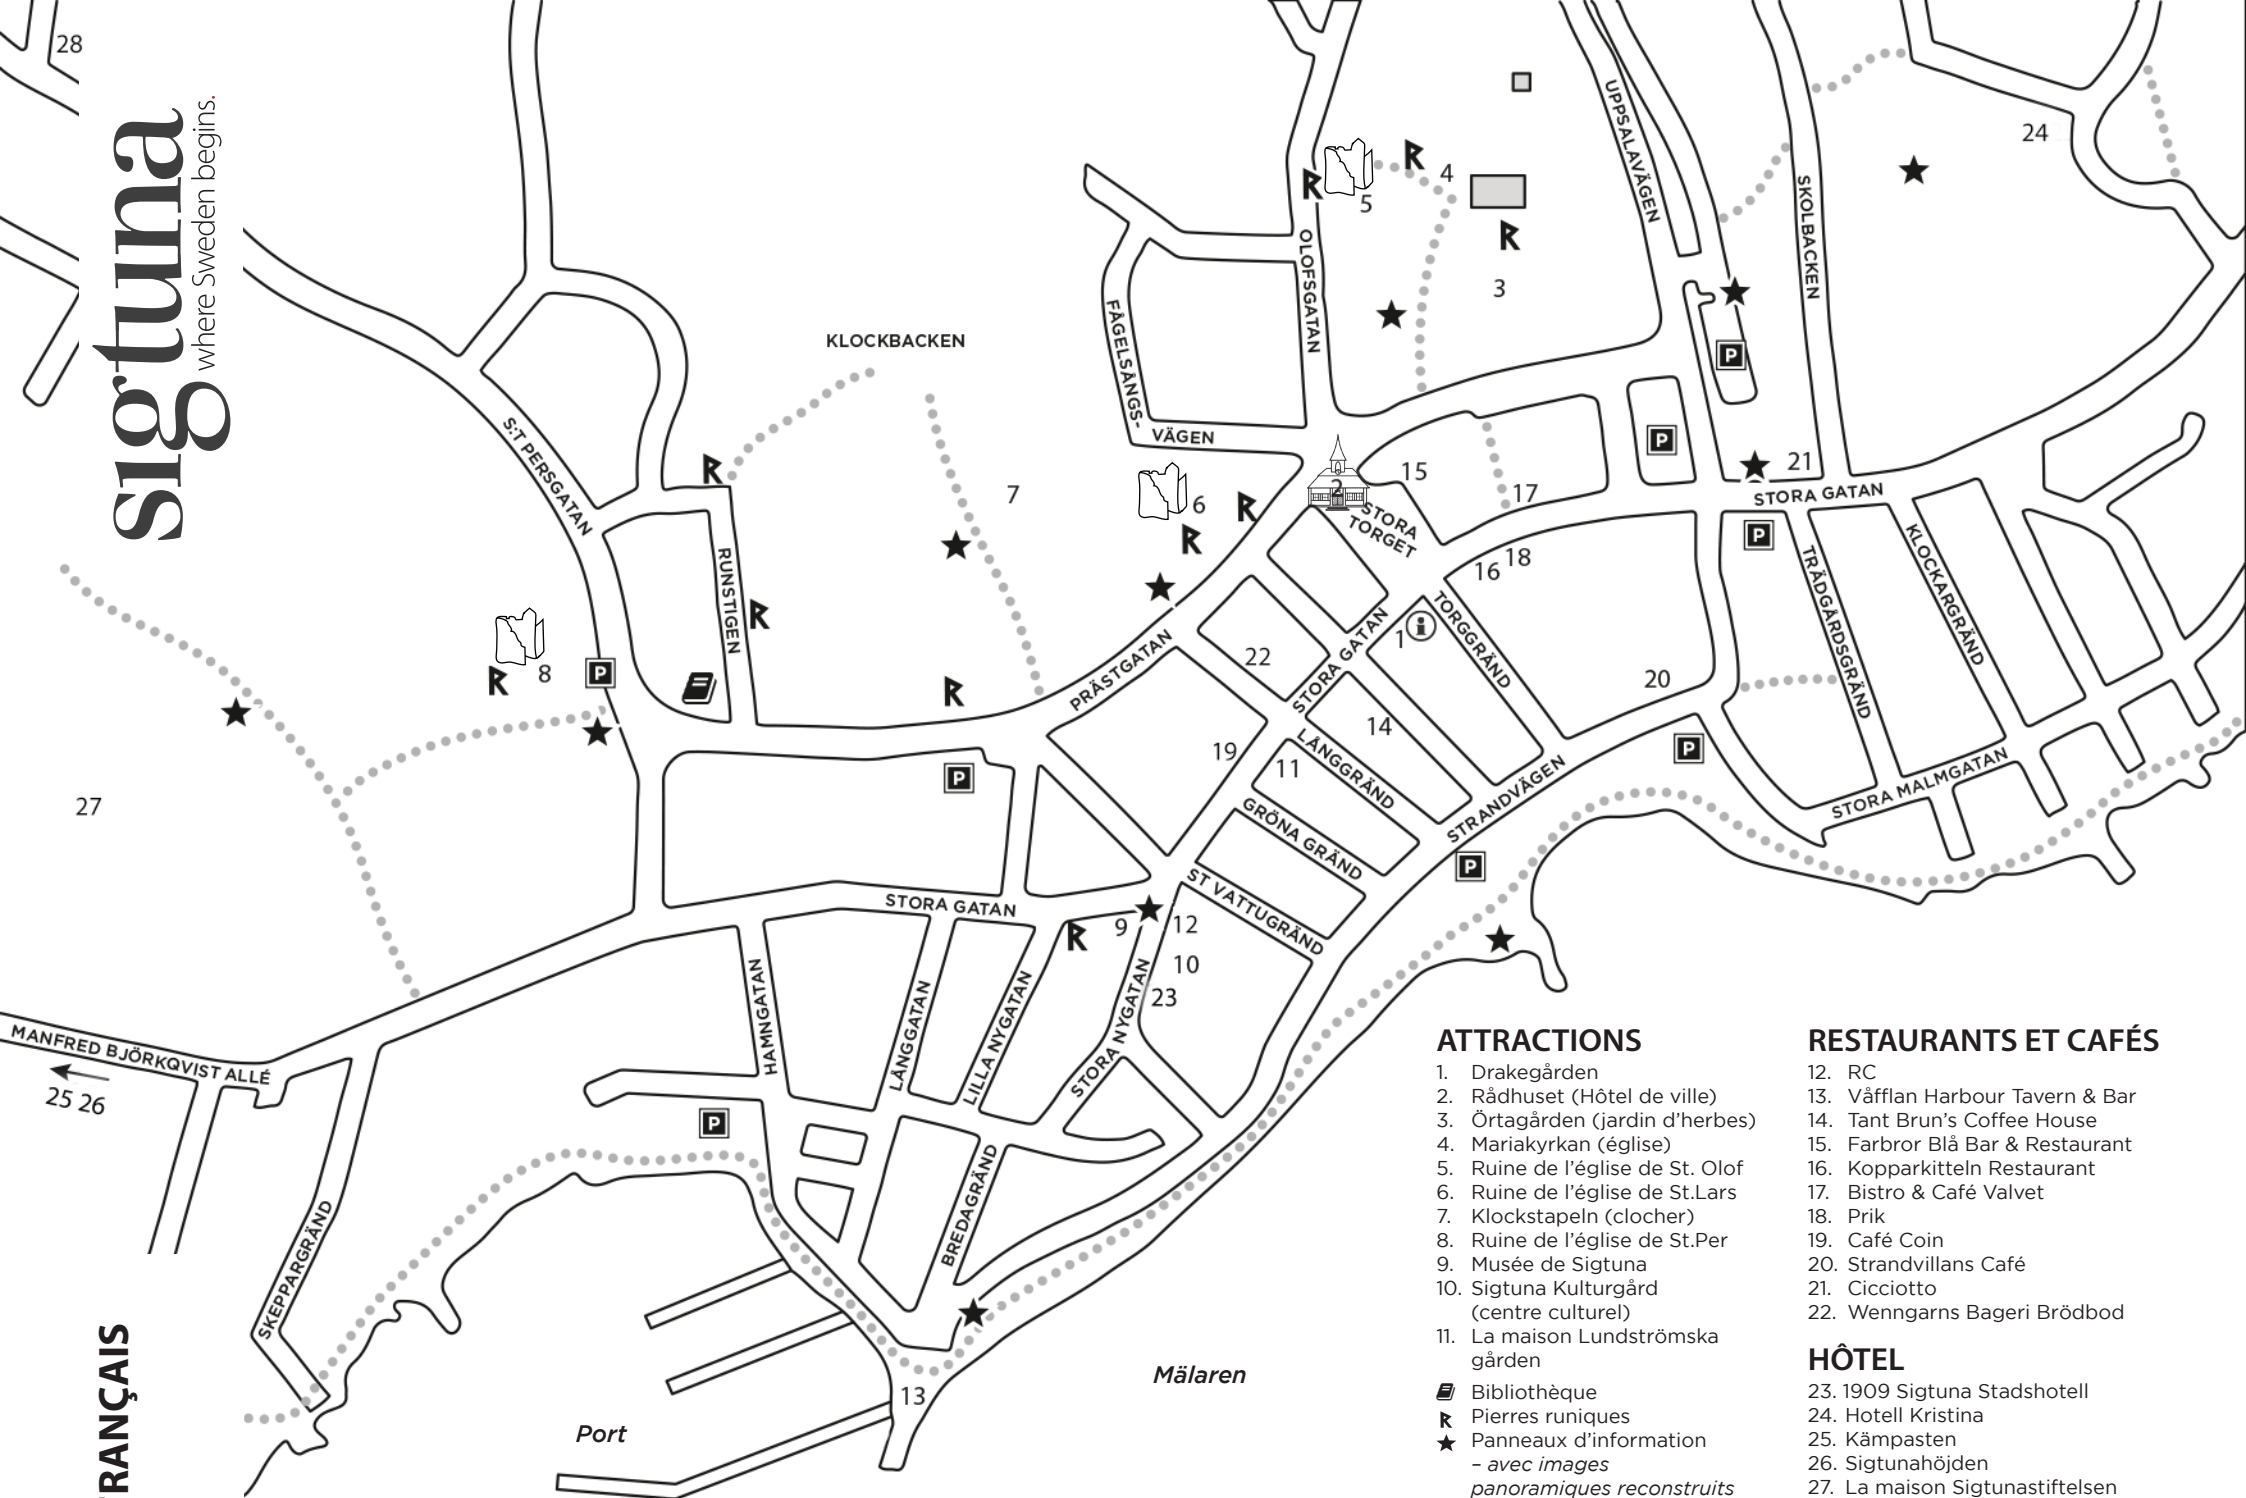 28
sigtuna
where Sweden begins.
FRANÇAIS
KLOCKBACKEN
S:T PERSGATAN
RUNSTIGEN
FÅGELSÅNGS-
VÄGEN
OLOFSGATAN
UPPSALAVÄGEN
SKOLBACKEN
24
4
5
3
7
6
2
15
17
21
STORA
TORGET
STORA GATAN
16 18
1
TORGGRÄND
TRÄDGÅRDSGRÄND
KLOCKARGRÄND
8
27
PRÄSTGATAN
22
STORA GATAN
14
20
19
11
LÅNGGRÄND
GRÖNA GRÄND
STRANDVÄGEN
STORA MALMGATAN
ST VATTUGRÄND
STORA GATAN
9
12
10
23
HAMNGATAN
LÅNGGATAN
LILLA NYGATAN
STORA NYGATAN
MANFRED BJÖRKQVIST ALLÉ
25 26
SKEPPARGRÄND
BREDAGRÄND
13
Port
Mälaren
P
P
P
P
P
P
P
P
P
ATTRACTIONS
1. Drakegården
2. Rådhuset (Hôtel de ville)
3. Örtagården (jardin d’herbes)
4. Mariakyrkan (église)
5. Ruine de l’église de St. Olof
6. Ruine de l’église de St.Lars
7. Klockstapeln (clocher)
8. Ruine de l’église de St.Per
9. Musée de Sigtuna
10. Sigtuna Kulturgård
(centre culturel)
11. La maison Lundströmska
gården
Bibliothèque
Pierres runiques
Panneaux d’information
– avec images
panoramiques reconstruits
RESTAURANTS ET CAFÉS
12. RC
13. Våfflan Harbour Tavern & Bar
14. Tant Brun’s Coffee House
15. Farbror Blå Bar & Restaurant
16. Kopparkitteln Restaurant
17. Bistro & Café Valvet
18. Prik
19. Café Coin
20. Strandvillans Café
21. Cicciotto
22. Wenngarns Bageri Brödbod
HÔTEL
23. 1909 Sigtuna Stadshotell
24. Hotell Kristina
25. Kämpasten
26. Sigtunahöjden
27. La maison Sigtunastiftelsen